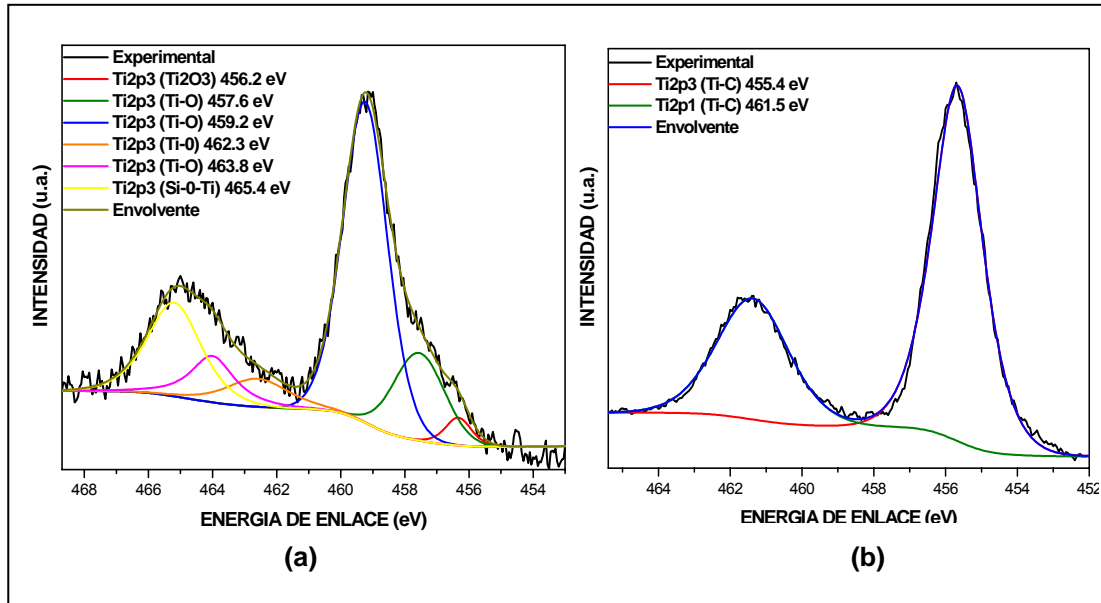 Experimental
Ti2p3 (Ti2O3) 456.2 eV
Ti2p3 (Ti-O) 457.6 eV
Ti2p3 (Ti-O) 459.2 eV
Ti2p3 (Ti-0) 462.3 eV
Ti2p3 (Ti-O) 463.8 eV
Ti2p3 (Si-0-Ti) 465.4 eV
Envolvente
INTENSIDAD (u.a.)
468 466 464 462 460 458 456 454
ENERGIA DE ENLACE (eV)
(a)
Experimental
Ti2p3 (Ti-C) 455.4 eV
Ti2p1 (Ti-C) 461.5 eV
Envolvente
INTENSIDAD (u.a.)
464 462 460 458 456 454 452
ENERGIA DE ENLACE (eV)
(b)